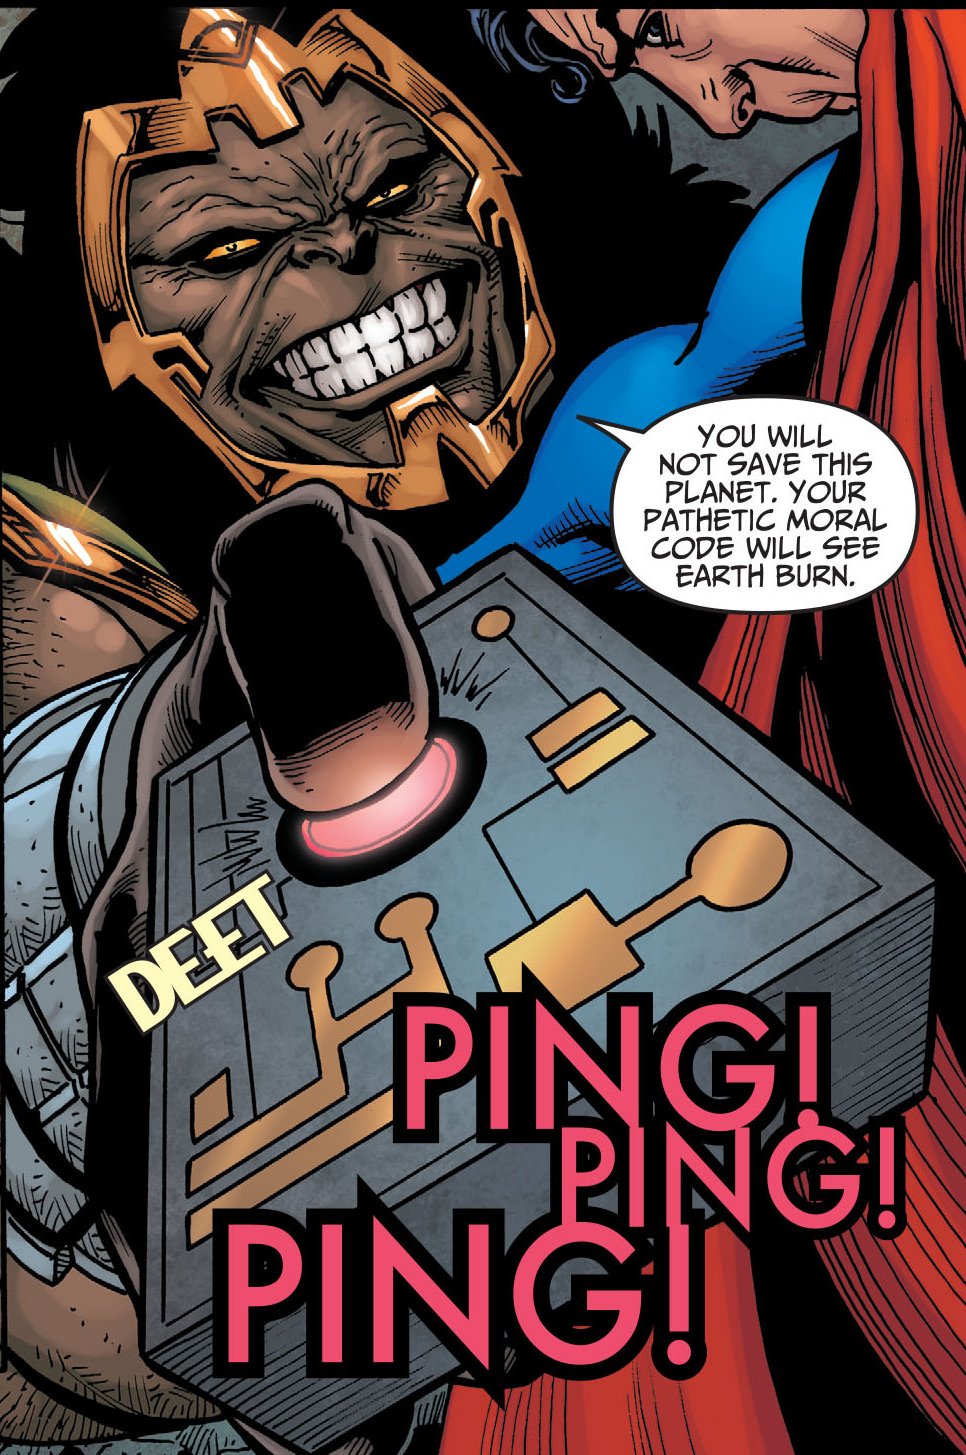 YOU WILL
NOT SAVE THIS
PLANET. YOUR
PATHETIC MORAL
CODE WILL SEE
EARTH BURN.
DEET
PING!
PING!
PING!